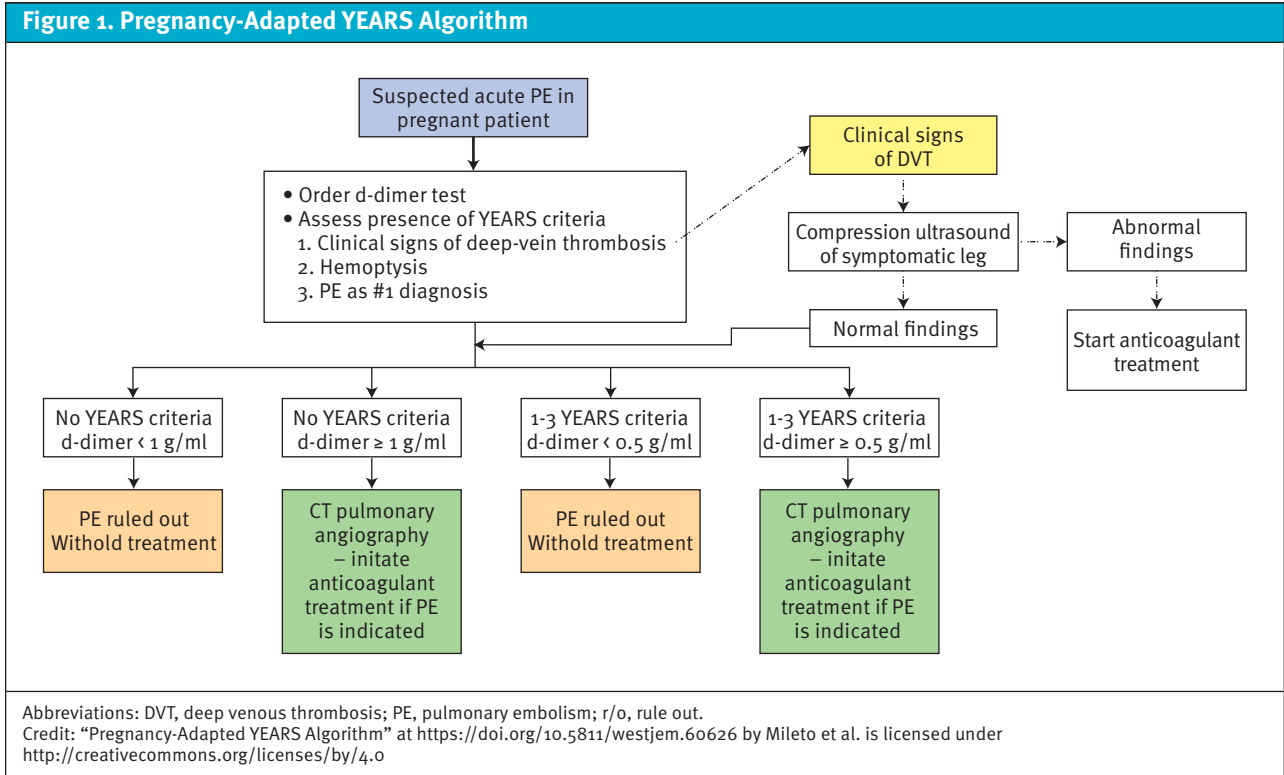 Figure 1. Pregnancy-Adapted YEARS Algorithm
Suspected acute PE in
pregnant patient
• Order d-dimer test
• Assess presence of YEARS criteria
1. Clinical signs of deep-vein thrombosis
2. Hemoptysis
3. PE as #1 diagnosis
Clinical signs
of DVT
Compression ultrasound
of symptomatic leg
Abnormal
findings
Normal findings
Start anticoagulant
treatment
No YEARS criteria
d-dimer < 1 g/ml
No YEARS criteria
d-dimer ≥ 1 g/ml
1-3 YEARS criteria
d-dimer < 0.5 g/ml
1-3 YEARS criteria
d-dimer ≥ 0.5 g/ml
PE ruled out
Withold treatment
CT pulmonary
angiography
– initate
anticoagulant
treatment if PE
is indicated
PE ruled out
Withold treatment
CT pulmonary
angiography
– initate
anticoagulant
treatment if PE
is indicated
Abbreviations: DVT, deep venous thrombosis; PE, pulmonary embolism; r/o, rule out.
Credit: “Pregnancy-Adapted YEARS Algorithm” at https://doi.org/10.5811/westjem.60626 by Mileto et al. is licensed under
http://creativecommons.org/licenses/by/4.0